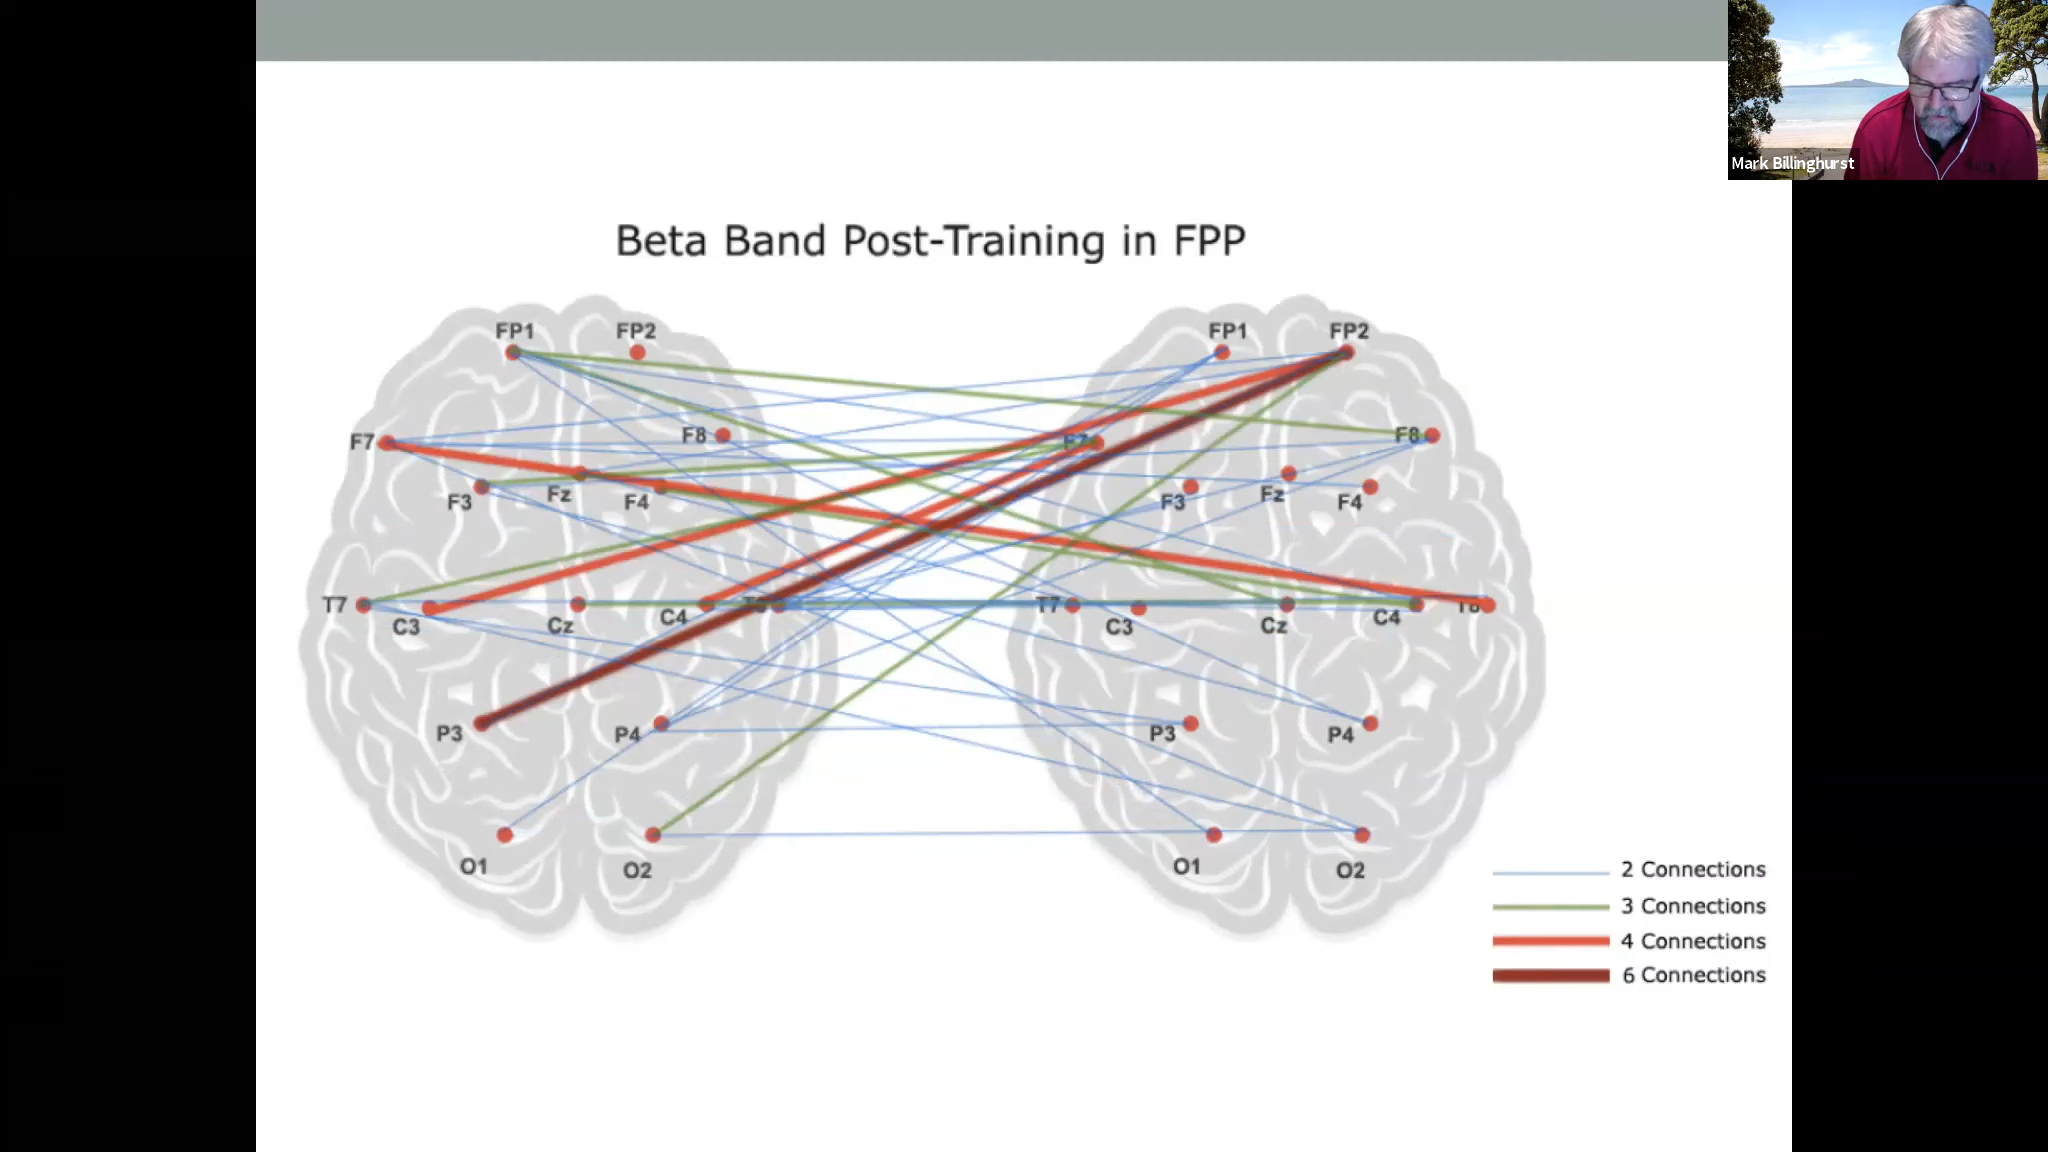 Mark Billinghurst
Beta Band Post-Training in FPP
FP1 FP2 FP1 FP2
F7 F8 F7 F8
F3 Fz F4 F3 Fz F4
T7 C3 Cz C4 T8 T7 C3 Cz C4 T8
P3 P4 P3 P4
O1 O2 O1 O2
2 Connections
3 Connections
4 Connections
6 Connections